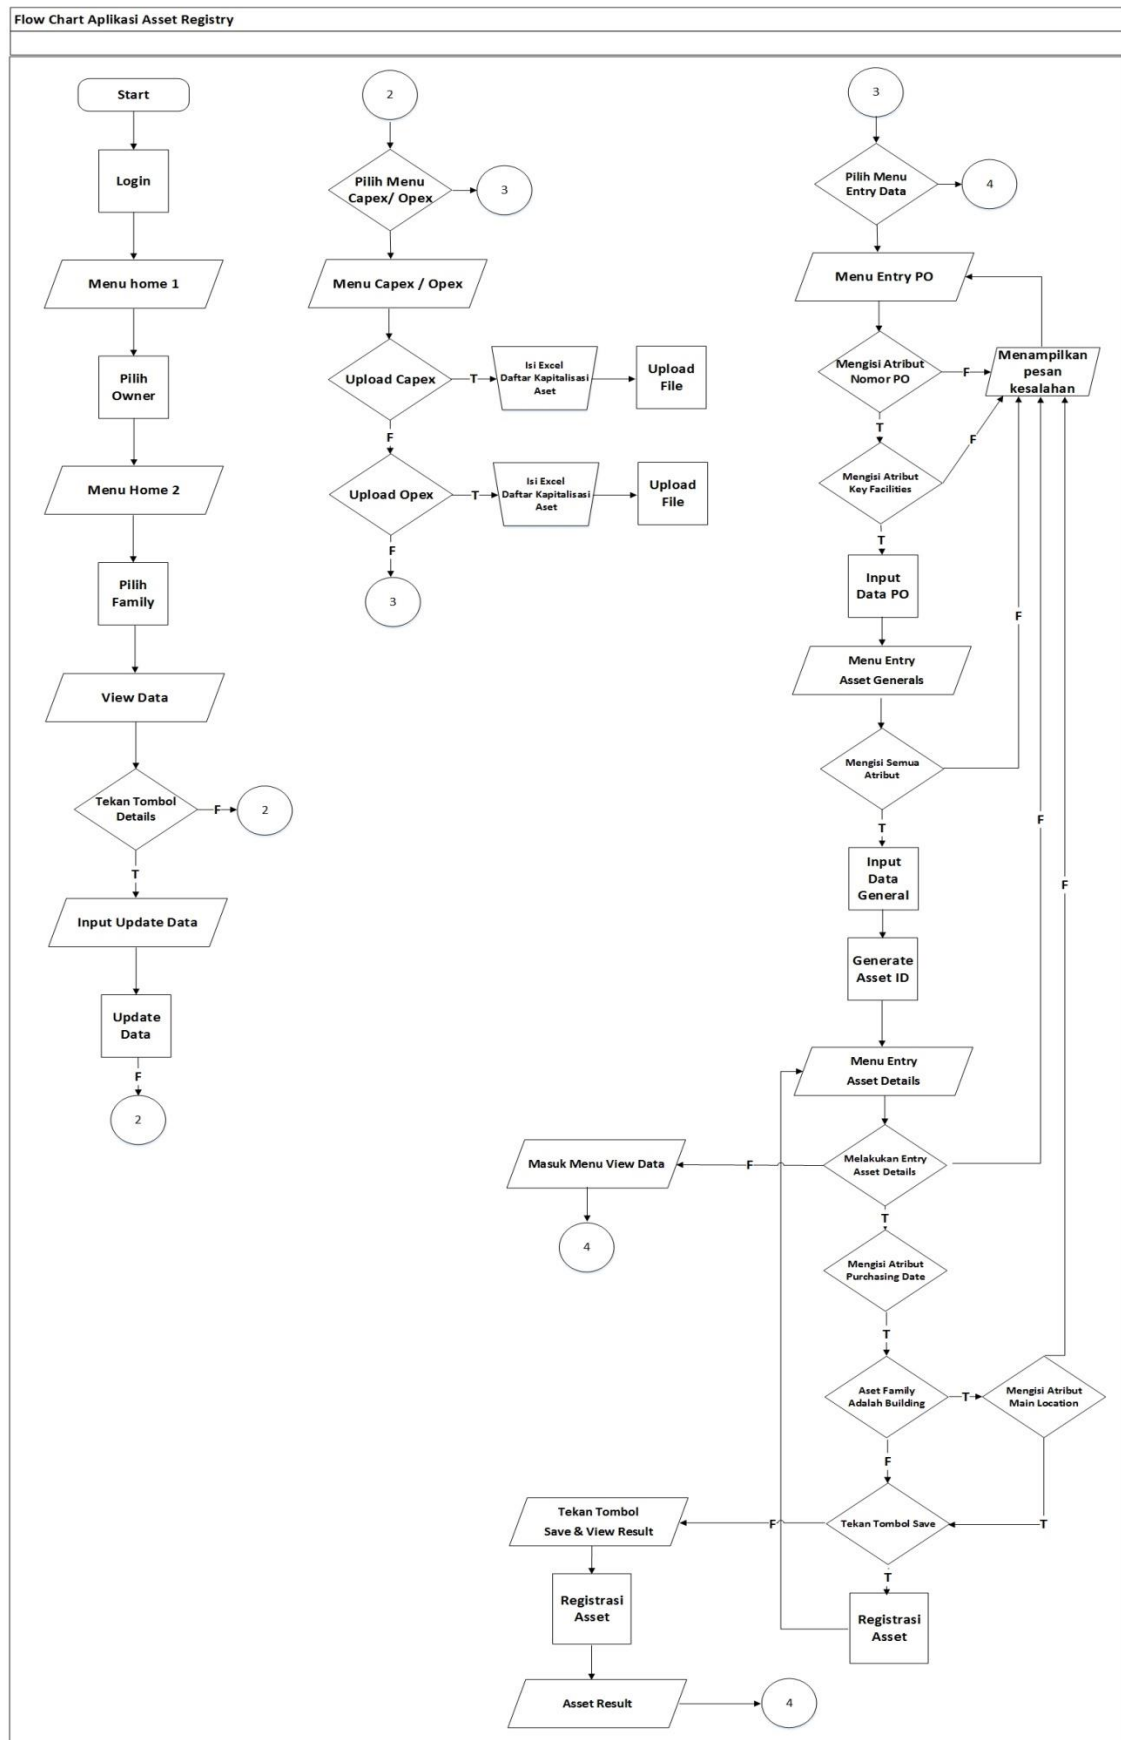 Flow Chart Aplikasi Asset Registry
Start
Login
Menu home 1
Pilih
Owner
Menu Home 2
Pilih
Family
View Data
Tekan Tombol
Details
F
2
T
Input Update Data
Update
Data
F
2
2
Pilih Menu
Capex/ Opex
3
Menu Capex / Opex
Upload Capex
T
Isi Excel
Daftar Kapitalisasi
Aset
Upload
File
F
Upload Opex
T
Isi Excel
Daftar Kapitalisasi
Aset
Upload
File
F
3
3
Pilih Menu
Entry Data
4
Menu Entry PO
Mengisi Atribut
Nomor PO
F
Menampilkan
pesan
kesalahan
T
Mengisi Atribut
Key Facilities
F
T
Input
Data PO
Menu Entry
Asset Generals
F
Mengisi Semua
Atribut
T
F
Input
Data
General
F
Generate
Asset ID
Menu Entry
Asset Details
Melakukan Entry
Asset Details
F
Masuk Menu View Data
4
T
Mengisi Atribut
Purchasing Date
T
Aset Family
Adalah Building
T
Mengisi Atribut
Main Location
F
T
Tekan Tombol Save
F
Tekan Tombol
Save & View Result
T
Registrasi
Asset
Registrasi
Asset
Asset Result
4